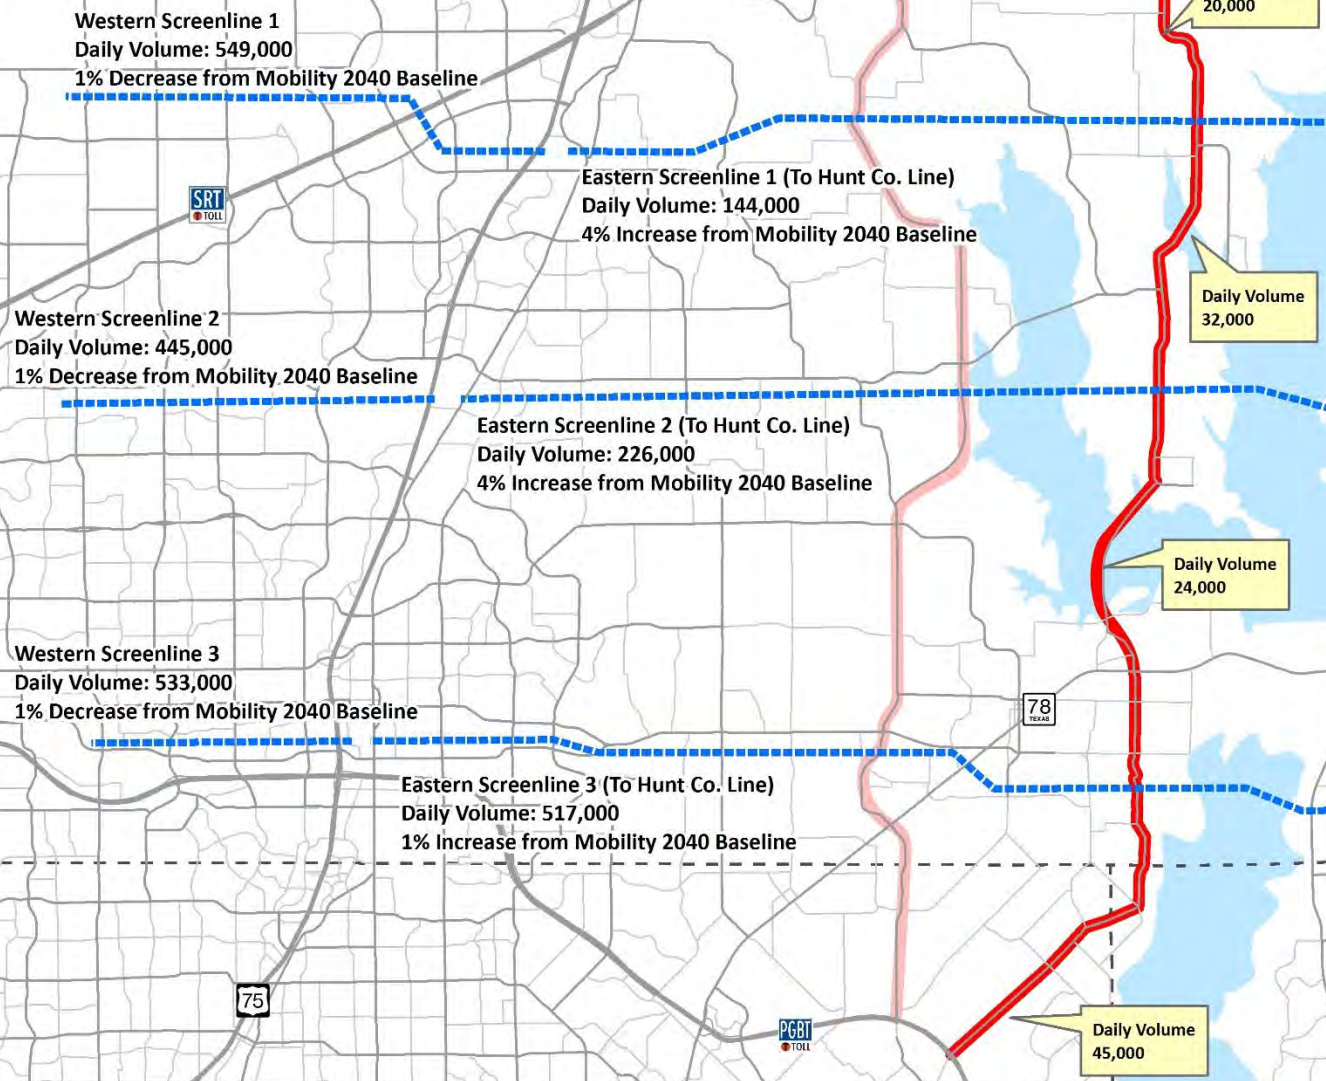 20,000
Western Screenline 1
Daily Volume: 549,000
1% Decrease from Mobility 2040 Baseline
Eastern Screenline 1 (To Hunt Co. Line)
Daily Volume: 144,000
4% Increase from Mobility 2040 Baseline
SRT
TOLL
Daily Volume
32,000
Western Screenline 2
Daily Volume: 445,000
1% Decrease from Mobility 2040 Baseline
Eastern Screenline 2 (To Hunt Co. Line)
Daily Volume: 226,000
4% Increase from Mobility 2040 Baseline
Daily Volume
24,000
Western Screenline 3
Daily Volume: 533,000
1% Decrease from Mobility 2040 Baseline
78
TEXAS
Eastern Screenline 3 (To Hunt Co. Line)
Daily Volume: 517,000
1% Increase from Mobility 2040 Baseline
75
PGBT
TOLL
Daily Volume
45,000